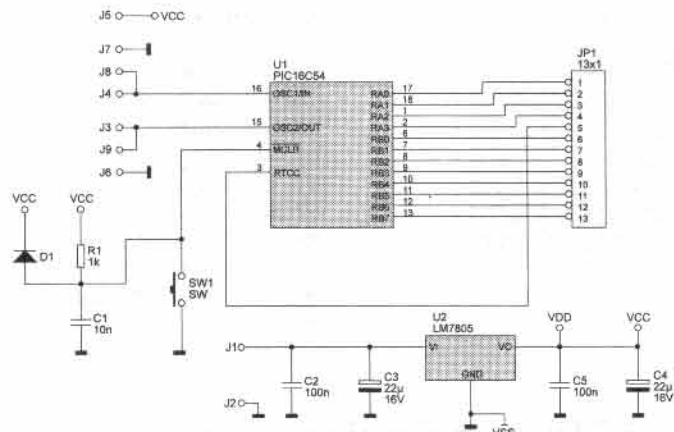 J5
VCC
J7
J8
J4
J3
J9
J6
U1
PIC16C54
16
OSC1/IN
15
OSC2/OUT
4
MCLR
3
RTCC
RA0
17
RA1
18
RA2
1
RA3
2
RB0
6
RB1
7
RB2
8
RB3
9
RB4
10
RB5
11
RB6
12
RB7
13
JP1
13x1
1
2
3
4
5
6
7
8
9
10
11
12
13
VCC
VCC
D1
R1
1k
C1
10n
SW1
SW
J1
J2
C2
100n
C3
22µ
16V
U2
LM7805
VI
VO
GND
VSS
VDD
VCC
C5
100n
C4
22µ
16V